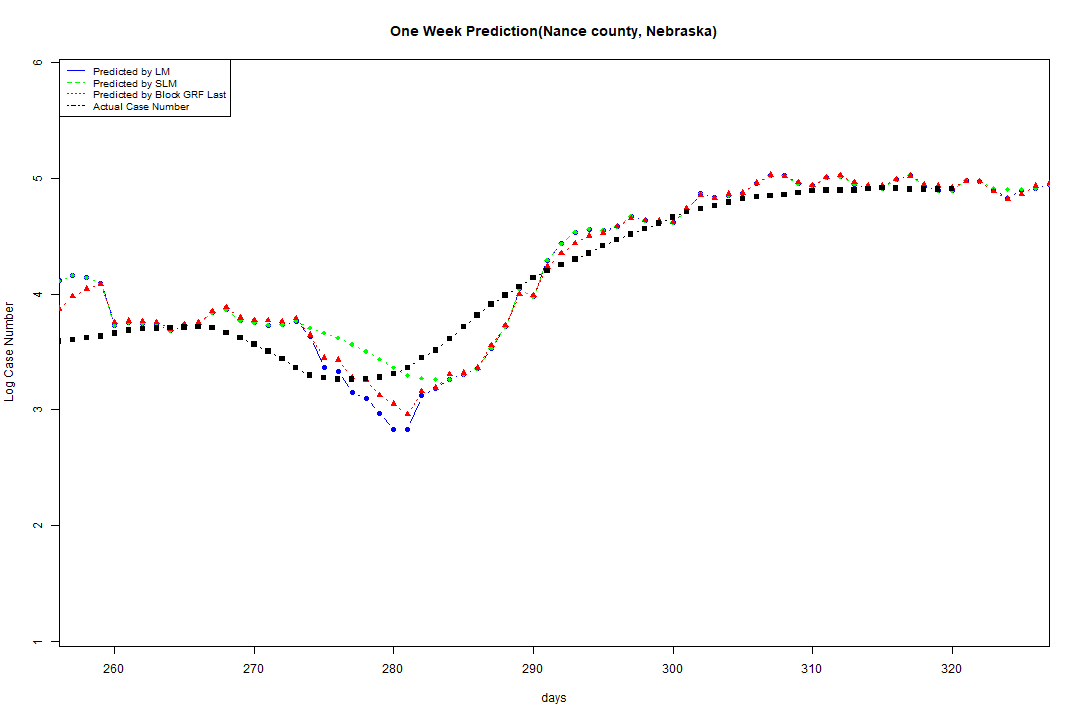 One Week Prediction(Nance county, Nebraska)
6
Predicted by LM
Predicted by SLM
Predicted by Block GRF Last
Actual Case Number
5
4
Log Case Number
3
2
1
260 270 280 290 300 310 320
days